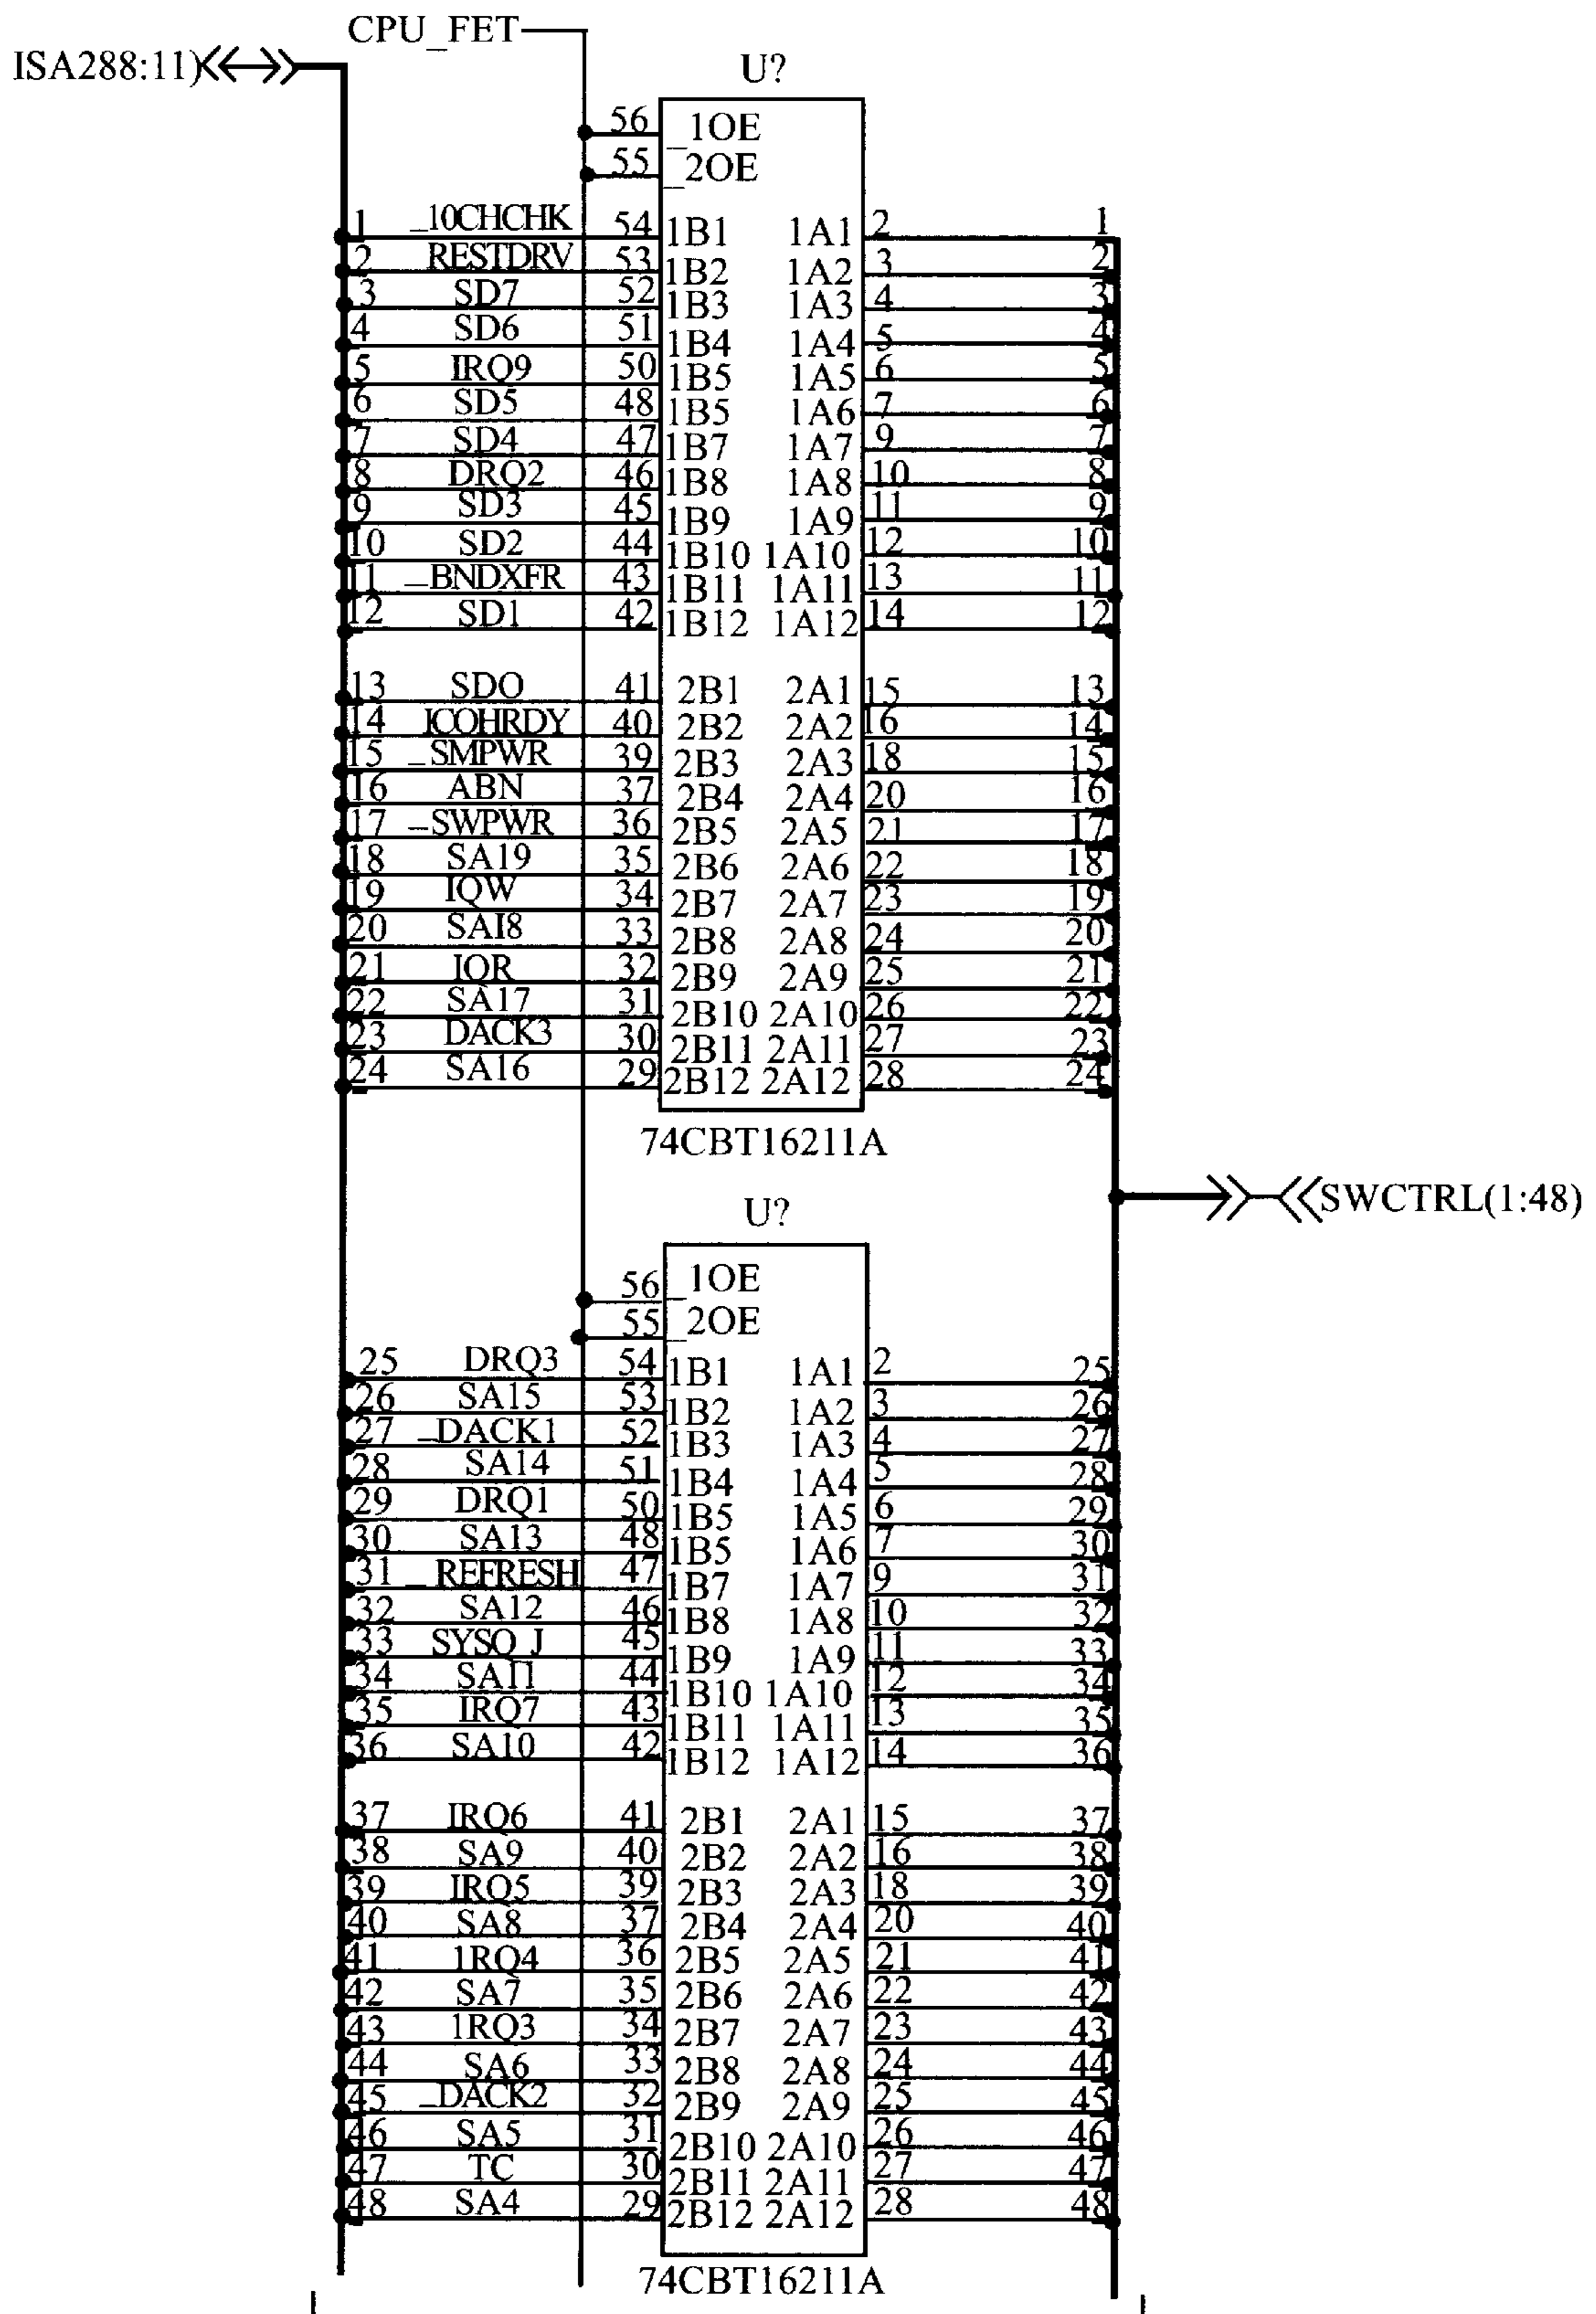 CPU_FET
ISA288:11)
U?
56 _1OE
55 _2OE
1 _10CHCHK 54 1B1 1A1 2 1
2 RESTDRV 53 1B2 1A2 3 2
3 SD7 52 1B3 1A3 4 3
4 SD6 51 1B4 1A4 5 4
5 IRQ9 50 1B5 1A5 6 5
6 SD5 48 1B5 1A6 7 6
7 SD4 47 1B7 1A7 9 7
8 DRQ2 46 1B8 1A8 10 8
9 SD3 45 1B9 1A9 11 9
10 SD2 44 1B10 1A10 12 10
11 _BNDXFR 43 1B11 1A11 13 11
12 SD1 42 1B12 1A12 14 12
13 SDO 41 2B1 2A1 15 13
14 ICOHRDY 40 2B2 2A2 16 14
15 _SMPWR 39 2B3 2A3 18 15
16 ABN 37 2B4 2A4 20 16
17 _SWPWR 36 2B5 2A5 21 17
18 SA19 35 2B6 2A6 22 18
19 IQW 34 2B7 2A7 23 19
20 SAI8 33 2B8 2A8 24 20
21 IQR 32 2B9 2A9 25 21
22 SA17 31 2B10 2A10 26 22
23 DACK3 30 2B11 2A11 27 23
24 SA16 29 2B12 2A12 28 24
74CBT16211A
SWCTRL(1:48)
U?
56 _1OE
55 _2OE
25 DRQ3 54 1B1 1A1 2 25
26 SA15 53 1B2 1A2 3 26
27 _DACK1 52 1B3 1A3 4 27
28 SA14 51 1B4 1A4 5 28
29 DRQ1 50 1B5 1A5 6 29
30 SA13 48 1B5 1A6 7 30
31 _REFRESH 47 1B7 1A7 9 31
32 SA12 46 1B8 1A8 10 32
33 SYSQ_J 45 1B9 1A9 11 33
34 SA11 44 1B10 1A10 12 34
35 IRQ7 43 1B11 1A11 13 35
36 SA10 42 1B12 1A12 14 36
37 IRQ6 41 2B1 2A1 15 37
38 SA9 40 2B2 2A2 16 38
39 IRQ5 39 2B3 2A3 18 39
40 SA8 37 2B4 2A4 20 40
41 1RQ4 36 2B5 2A5 21 41
42 SA7 35 2B6 2A6 22 42
43 1RQ3 34 2B7 2A7 23 43
44 SA6 33 2B8 2A8 24 44
45 _DACK2 32 2B9 2A9 25 45
46 SA5 31 2B10 2A10 26 46
47 TC 30 2B11 2A11 27 47
48 SA4 29 2B12 2A12 28 48
74CBT16211A